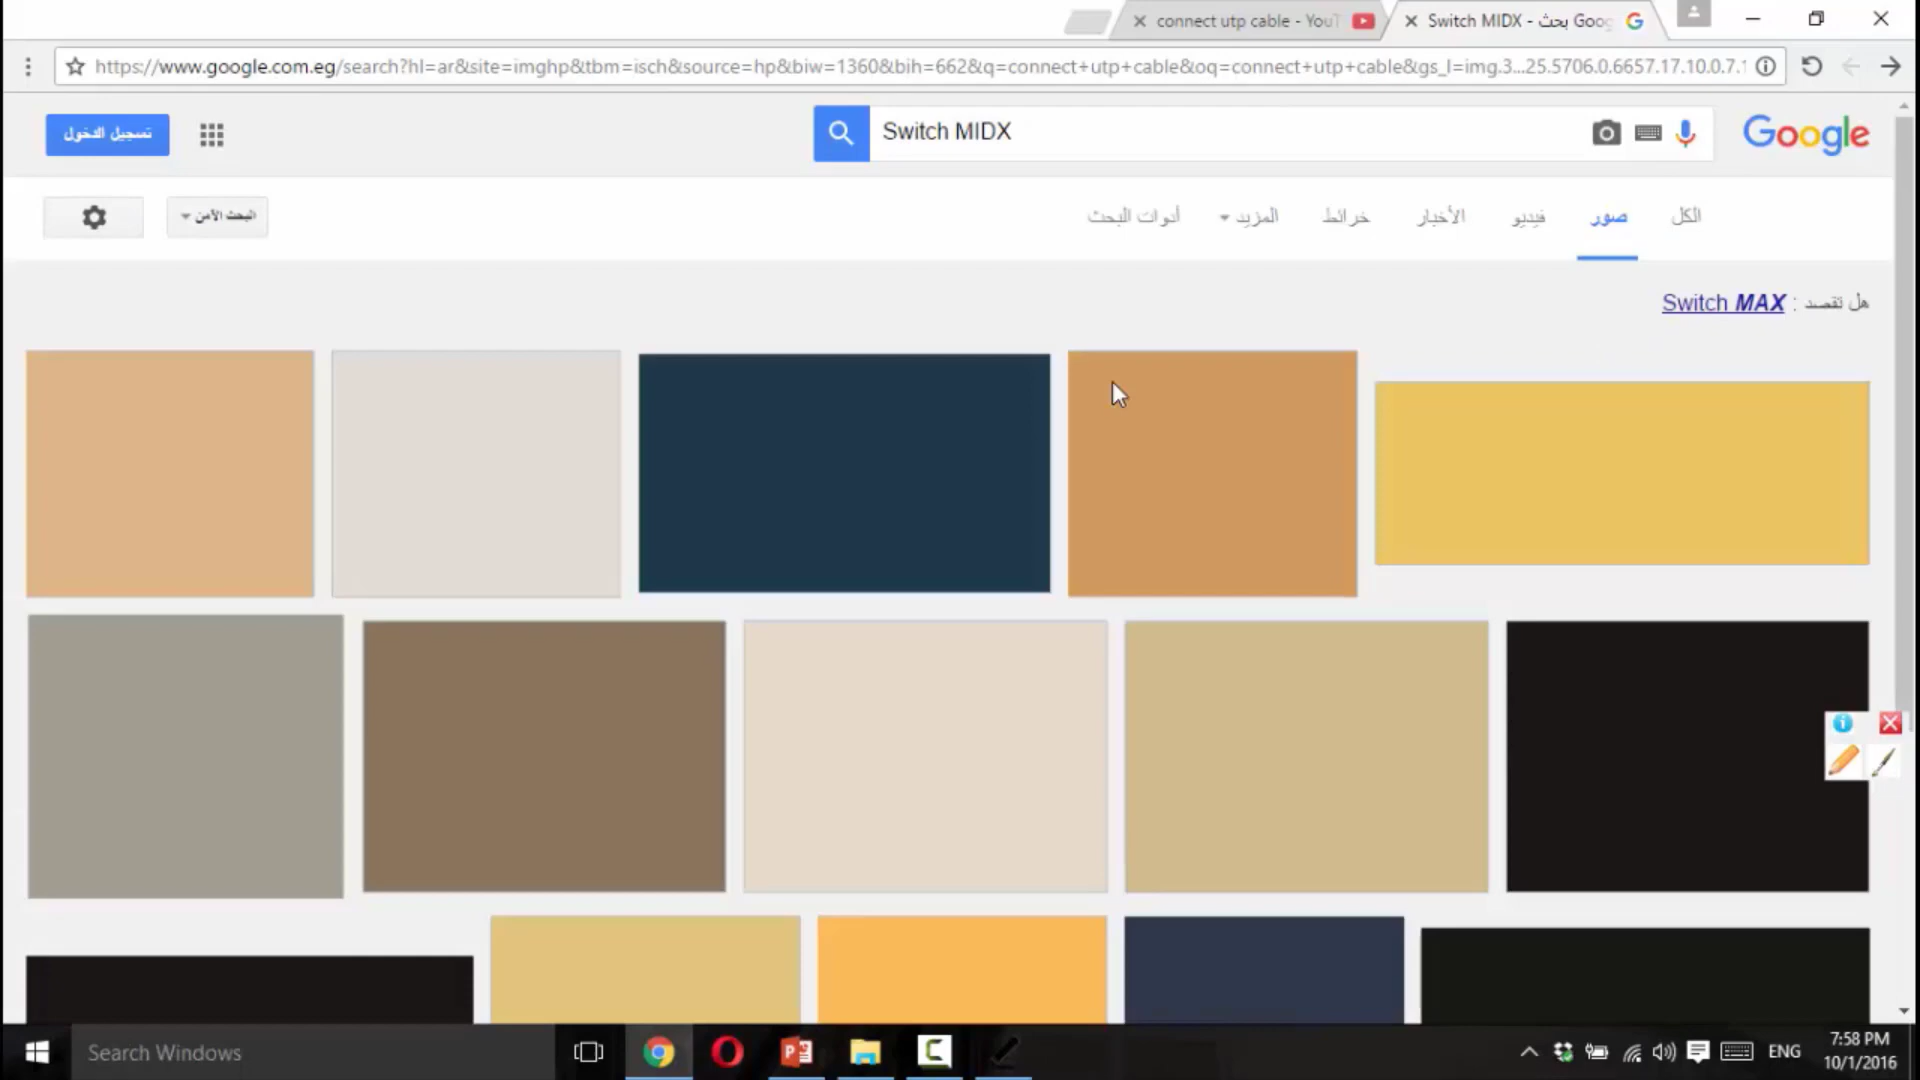 connect utp cable - YouT
Switch MIDX - بحث Goog
https://www.google.com.eg/search?hl=ar&site=imghp&tbm=isch&source=hp&biw=1360&bih=662&q=connect+utp+cable&oq=connect+utp+cable&gs_l=img.3...25.5706.0.6657.17.10.0.7.1
تسجيل الدخول
Switch MIDX
Google
الكل
صور
فيديو
الأخبار
خرائط
المزيد
أدوات البحث
البحث الآمن
هل تقصد : Switch MAX
Search Windows
ENG
7:58 PM
10/1/2016